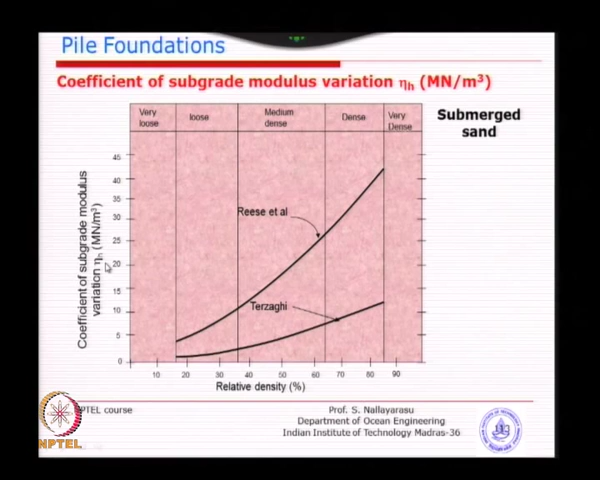 Pile Foundations
Coefficient of subgrade modulus variation ηh (MN/m³)
Submerged
sand
Very
loose
loose
Medium
dense
Dense
Very
Dense
Coefficient of subgrade modulus
variation ηh (MN/m³)
45
40
35
30
25
20
15
10
5
0
Reese et al
Terzaghi
10 20 30 40 50 60 70 80 90
Relative density (%)
NPTEL course
Prof. S. Nallayarasu
Department of Ocean Engineering
Indian Institute of Technology Madras-36
NPTEL